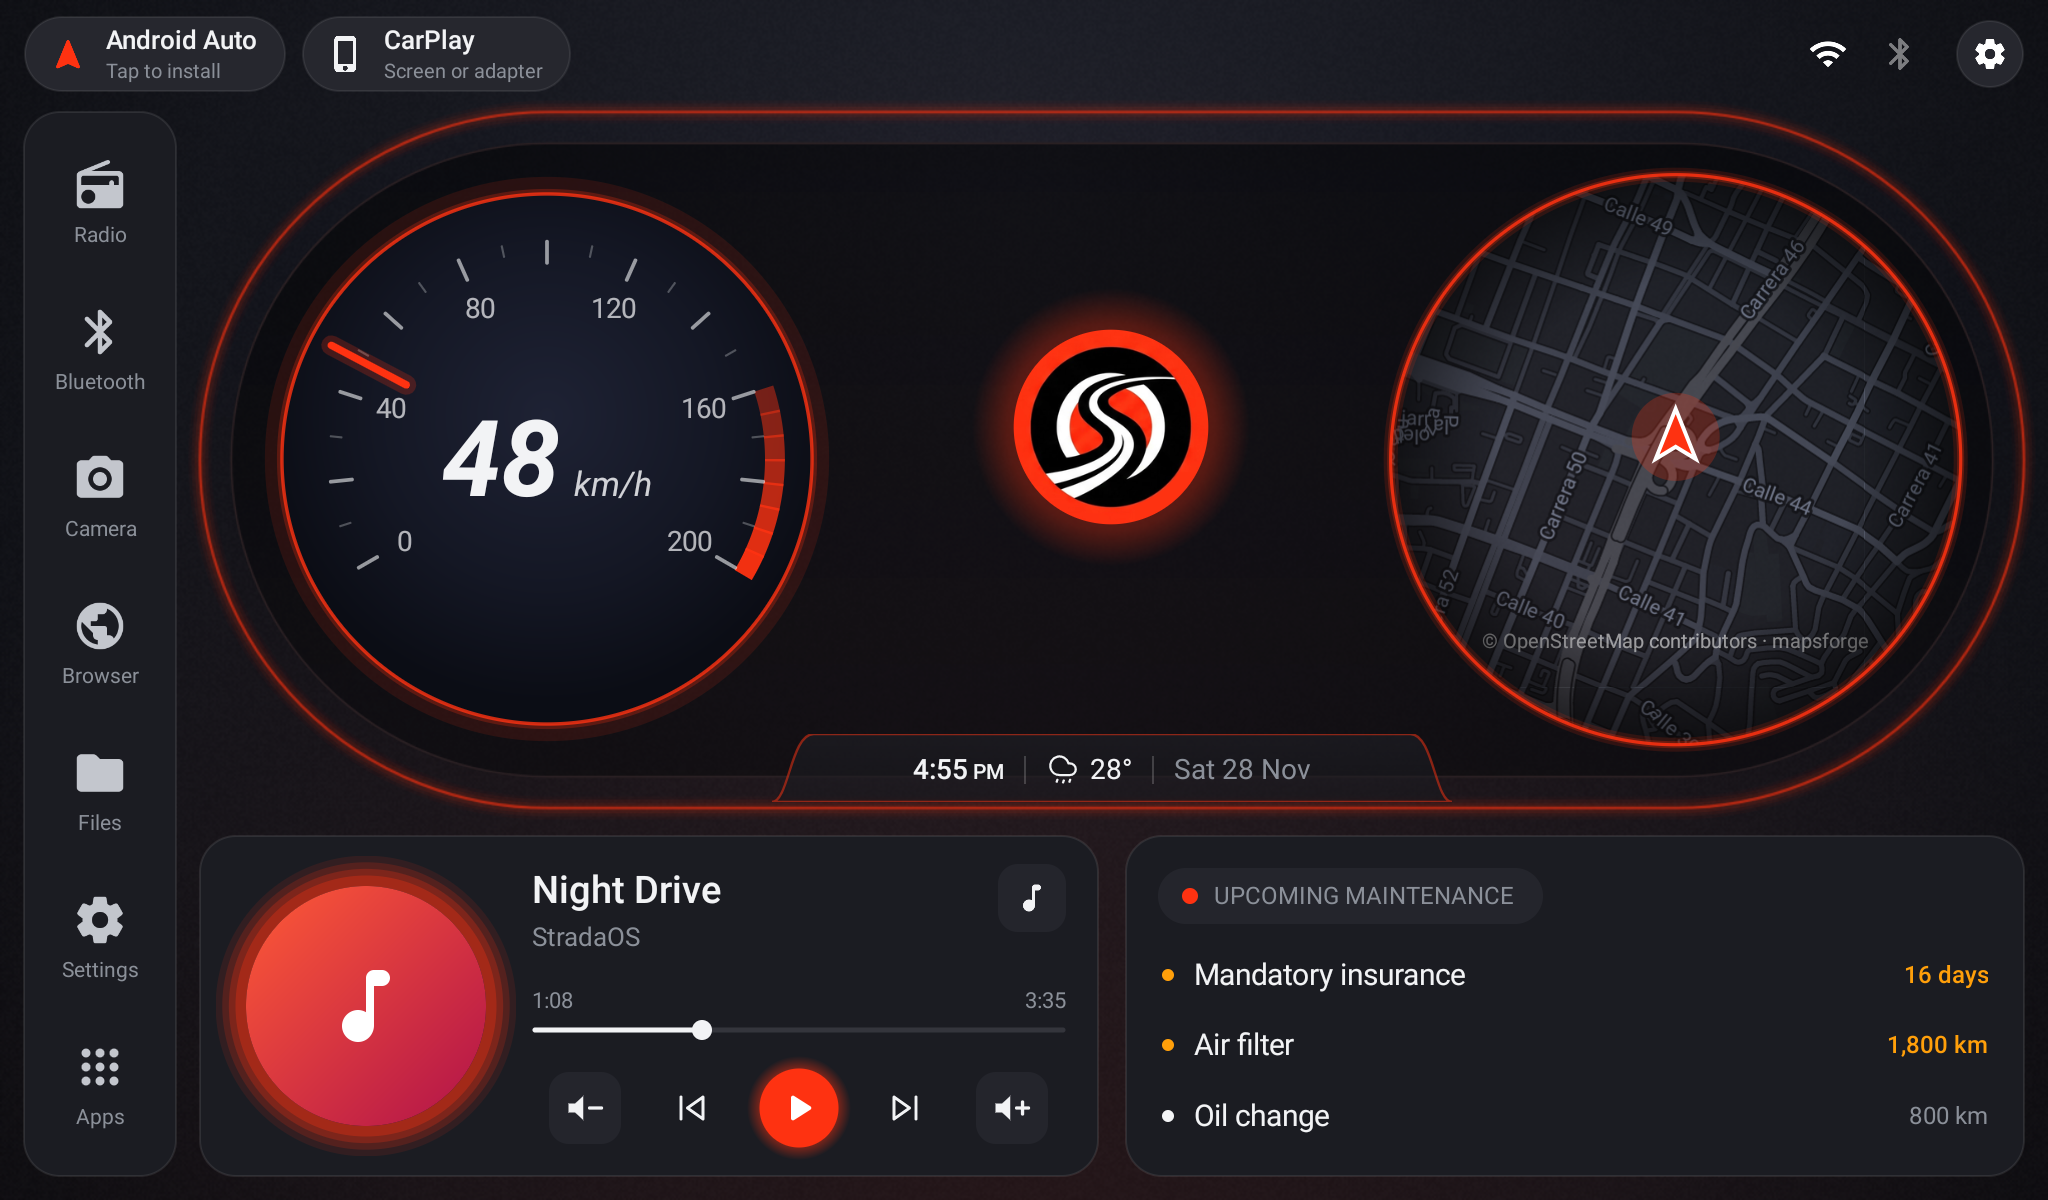 Android Auto
Tap to install
CarPlay
Screen or adapter
Radio
Bluetooth
Camera
Browser
Files
Settings
Apps
0
40
80
120
160
200
48 km/h
Calle 49
Carrera 46
Carrera 50
Calle 44
Carrera 41
Calle 40
Calle 41
© OpenStreetMap contributors · mapsforge
4:55 PM
28°
Sat 28 Nov
Night Drive
StradaOS
1:08
3:35
UPCOMING MAINTENANCE
Mandatory insurance
16 days
Air filter
1,800 km
Oil change
800 km